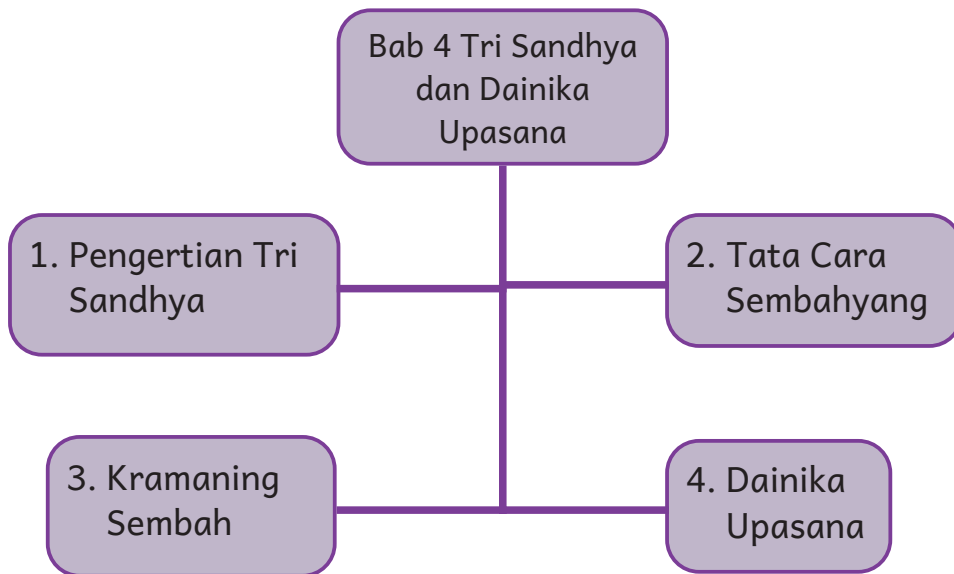 Bab 4 Tri Sandhya
dan Dainika
Upasana
1. Pengertian Tri
Sandhya
2. Tata Cara
Sembahyang
3. Kramaning
Sembah
4. Dainika
Upasana